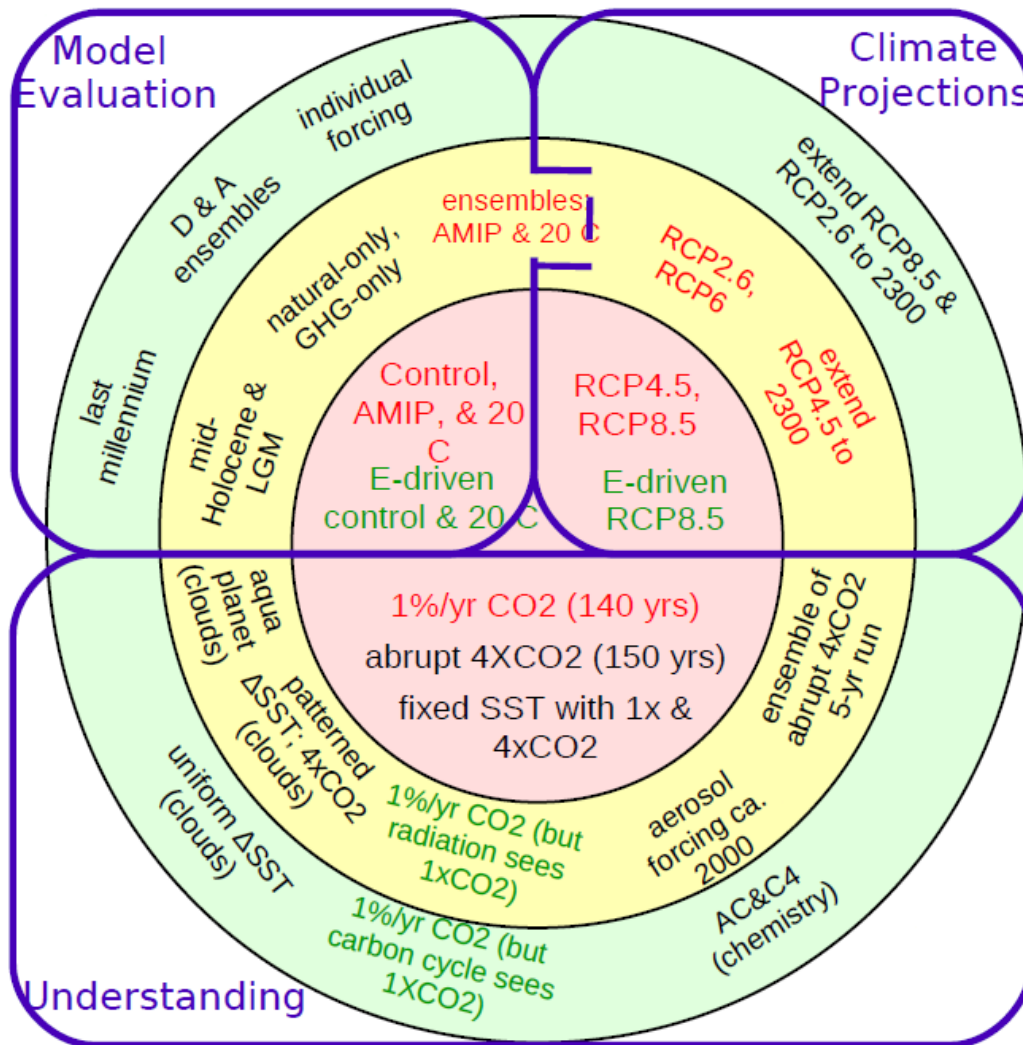 Model
Evaluation
Climate
Projections
individual
forcing
D & A
ensembles
last
millennium
extend RCP8.5 &
RCP2.6 to 2300
ensembles:
AMIP & 20 C
natural-only,
GHG-only
mid-
Holocene &
LGM
RCP2.6,
RCP6
extend
RCP4.5 to
2300
Control,
AMIP, & 20
C
E-driven
control & 20 C
RCP4.5,
RCP8.5
E-driven
RCP8.5
1%/yr CO2 (140 yrs)
abrupt 4XCO2 (150 yrs)
fixed SST with 1x &
4xCO2
aqua
planet
(clouds)
patterned
ΔSST; 4xCO2
(clouds)
1%/yr CO2 (but
radiation sees
1xCO2)
aerosol
forcing ca.
2000
ensemble of
abrupt 4xCO2
5-yr run
uniform ΔSST
(clouds)
1%/yr CO2 (but
carbon cycle sees
1XCO2)
AC&C4
(chemistry)
Understanding